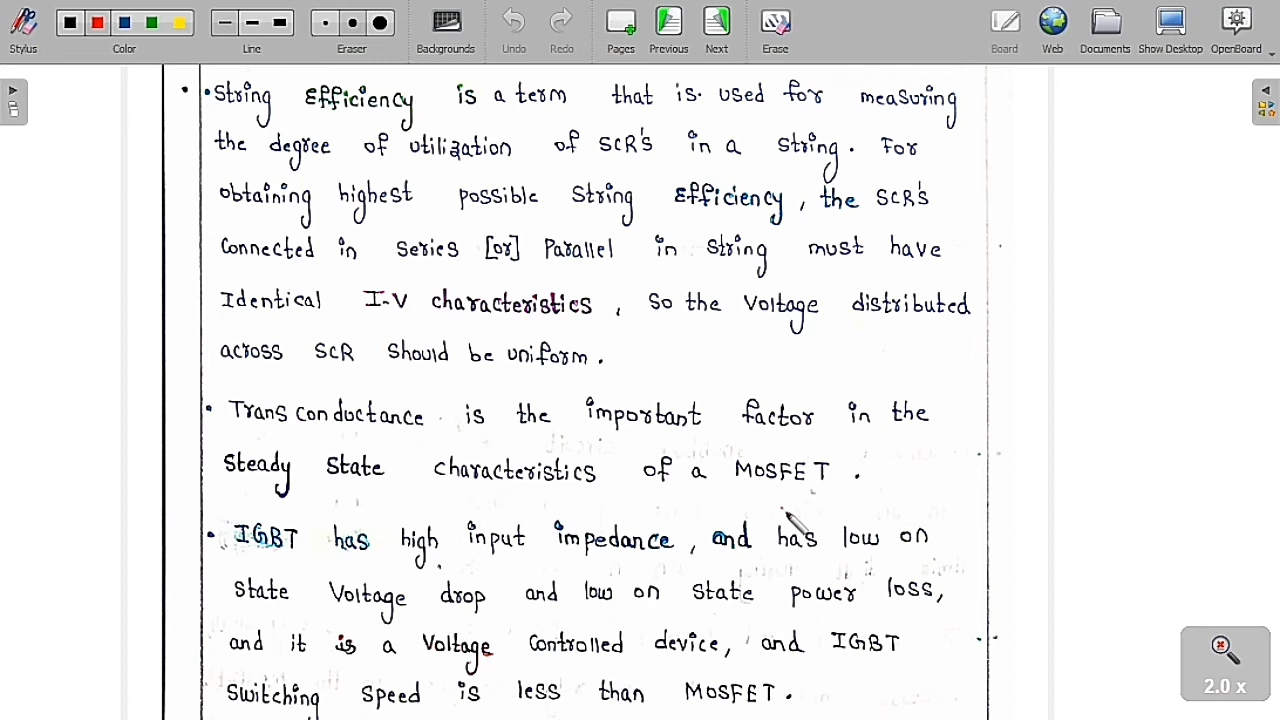 Stylus Color Line Eraser Backgrounds Undo Redo Pages Previous Next Erase Board Web Documents Show Desktop OpenBoard
• •String Efficiency is a term that is. used for measuring
the degree of utilization of SCR's in a string. For
obtaining highest possible String Efficiency, the SCR's
Connected in Series [or] Parallel in string must have
Identical I-V characteristics, So the Voltage distributed
across SCR Should be uniform.
• Trans conductance is the important factor in the
Steady State characteristics of a MOSFET.
• IGBT has high input impedance, and has low on
State Voltage drop and low on State power loss,
and it is a Voltage Controlled device, and IGBT
Switching Speed is less than MOSFET.
2.0 x